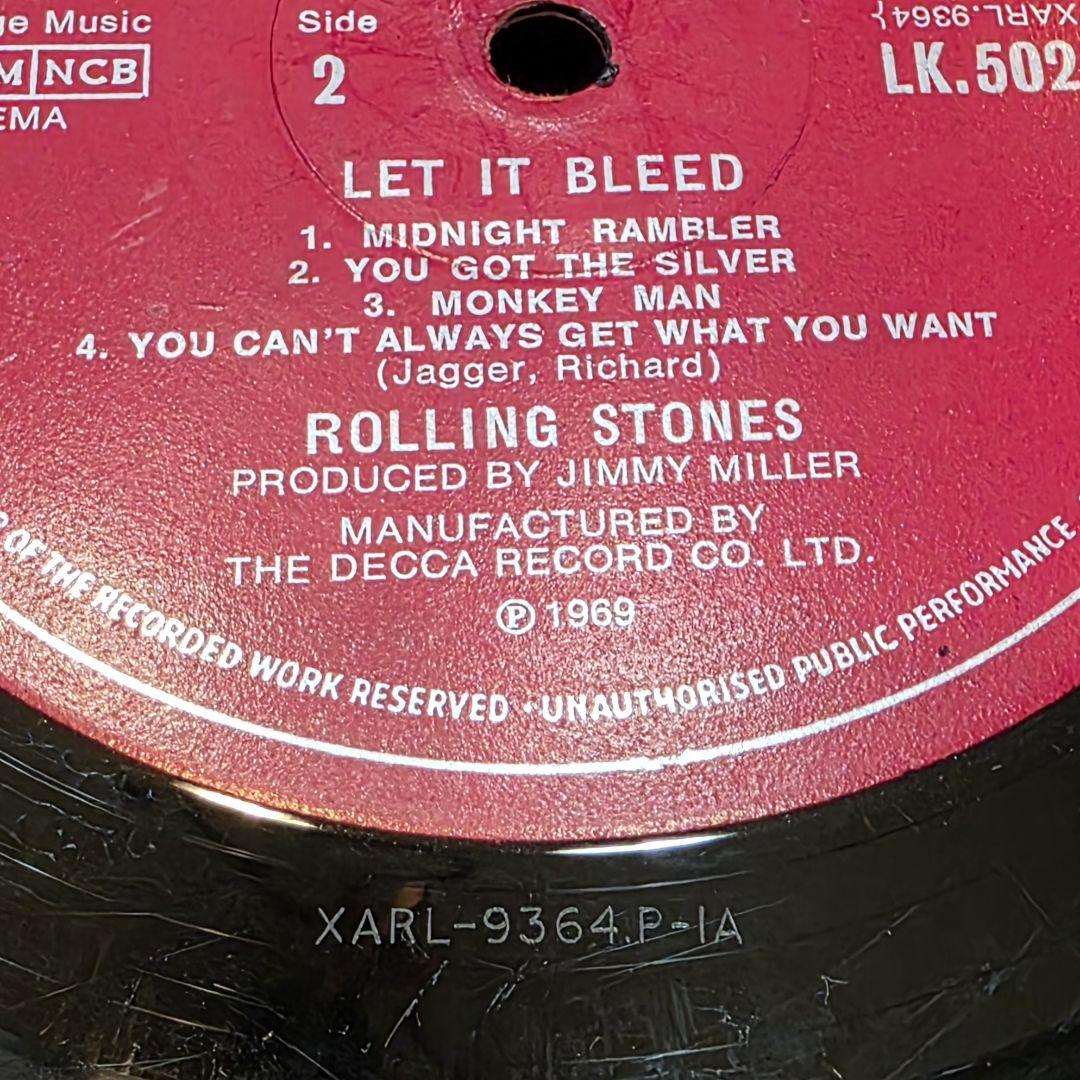 Music
Side
2
NCB
XARL.9364
LK.502
LET IT BLEED
1. MIDNIGHT RAMBLER
2. YOU GOT THE SILVER
3. MONKEY MAN
4. YOU CAN'T ALWAYS GET WHAT YOU WANT
(Jagger, Richard)
ROLLING STONES
PRODUCED BY JIMMY MILLER
MANUFACTURED BY
THE DECCA RECORD CO. LTD.
℗ 1969
OF THE RECORDED WORK RESERVED · UNAUTHORISED PUBLIC PERFORMANCE
XARL-9364.P-1A